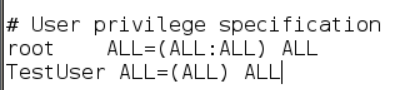 # User privilege specification
root    ALL=(ALL:ALL) ALL
TestUser ALL=(ALL) ALL